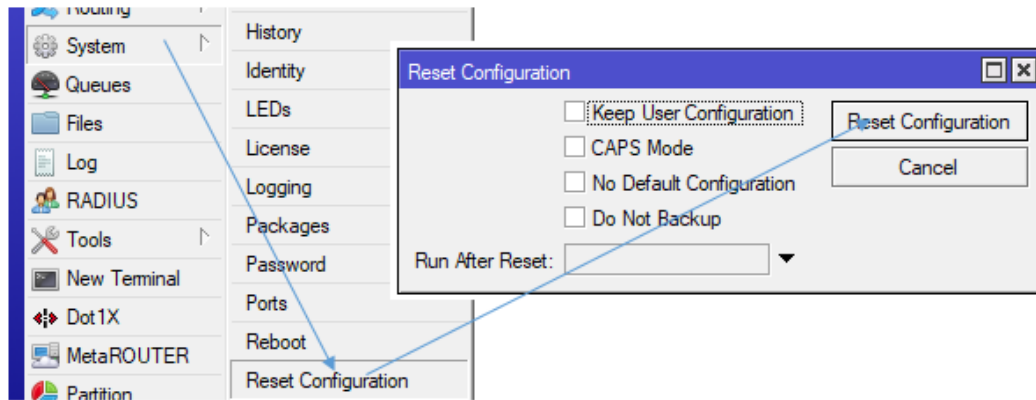 Routing
System
Queues
Files
Log
RADIUS
Tools
New Terminal
Dot1X
MetaROUTER
Partition
History
Identity
LEDs
License
Logging
Packages
Password
Ports
Reboot
Reset Configuration
Reset Configuration
Keep User Configuration
CAPS Mode
No Default Configuration
Do Not Backup
Run After Reset:
Reset Configuration
Cancel